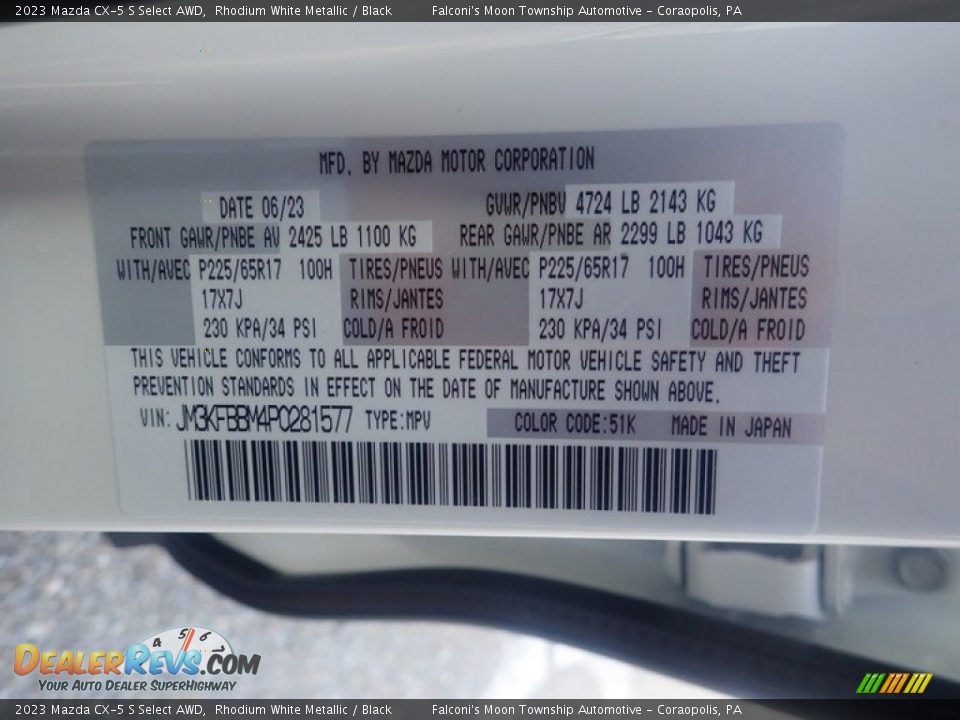 2023 Mazda CX-5 S Select AWD, Rhodium White Metallic / Black Falconi's Moon Township Automotive - Coraopolis, PA
MFD. BY MAZDA MOTOR CORPORATION
DATE 06/23 GVWR/PNBV 4724 LB 2143 KG
FRONT GAWR/PNBE AV 2425 LB 1100 KG REAR GAWR/PNBE AR 2299 LB 1043 KG
WITH/AVEC P225/65R17 100H TIRES/PNEUS WITH/AVEC P225/65R17 100H TIRES/PNEUS
17X7J RIMS/JANTES 17X7J RIMS/JANTES
230 KPA/34 PSI COLD/A FROID 230 KPA/34 PSI COLD/A FROID
THIS VEHICLE CONFORMS TO ALL APPLICABLE FEDERAL MOTOR VEHICLE SAFETY AND THEFT
PREVENTION STANDARDS IN EFFECT ON THE DATE OF MANUFACTURE SHOWN ABOVE.
VIN: JM3KFBBM4P0281577 TYPE:MPV COLOR CODE:51K MADE IN JAPAN
4 5 6
DEALERREVS.COM
YOUR AUTO DEALER SUPERHIGHWAY
2023 Mazda CX-5 S Select AWD, Rhodium White Metallic / Black Falconi's Moon Township Automotive - Coraopolis, PA